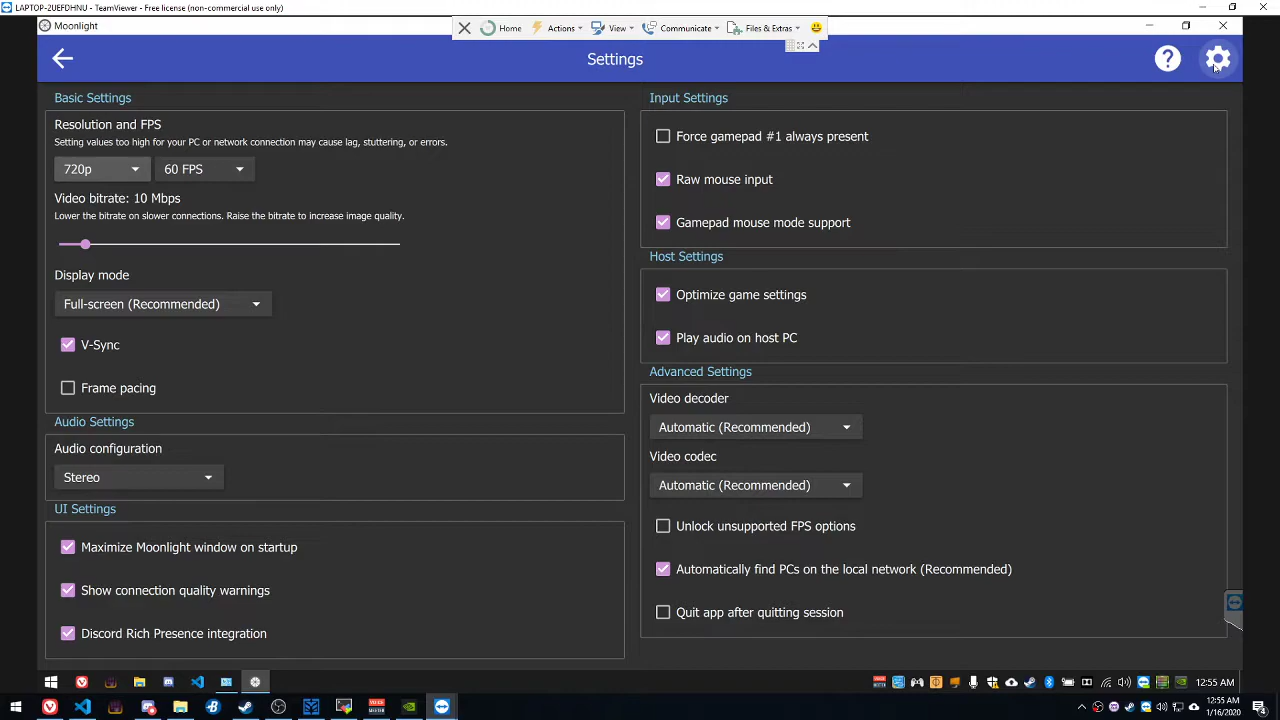 LAPTOP-2UEFDHNU - TeamViewer - Free license (non-commercial use only)
Moonlight
Home
Actions
View
Communicate
Files & Extras
Settings
Basic Settings
Resolution and FPS
Setting values too high for your PC or network connection may cause lag, stuttering, or errors.
720p
60 FPS
Video bitrate: 10 Mbps
Lower the bitrate on slower connections. Raise the bitrate to increase image quality.
Display mode
Full-screen (Recommended)
V-Sync
Frame pacing
Audio Settings
Audio configuration
Stereo
UI Settings
Maximize Moonlight window on startup
Show connection quality warnings
Discord Rich Presence integration
Input Settings
Force gamepad #1 always present
Raw mouse input
Gamepad mouse mode support
Host Settings
Optimize game settings
Play audio on host PC
Advanced Settings
Video decoder
Automatic (Recommended)
Video codec
Automatic (Recommended)
Unlock unsupported FPS options
Automatically find PCs on the local network (Recommended)
Quit app after quitting session
12:55 AM
12:55 AM
1/16/2020